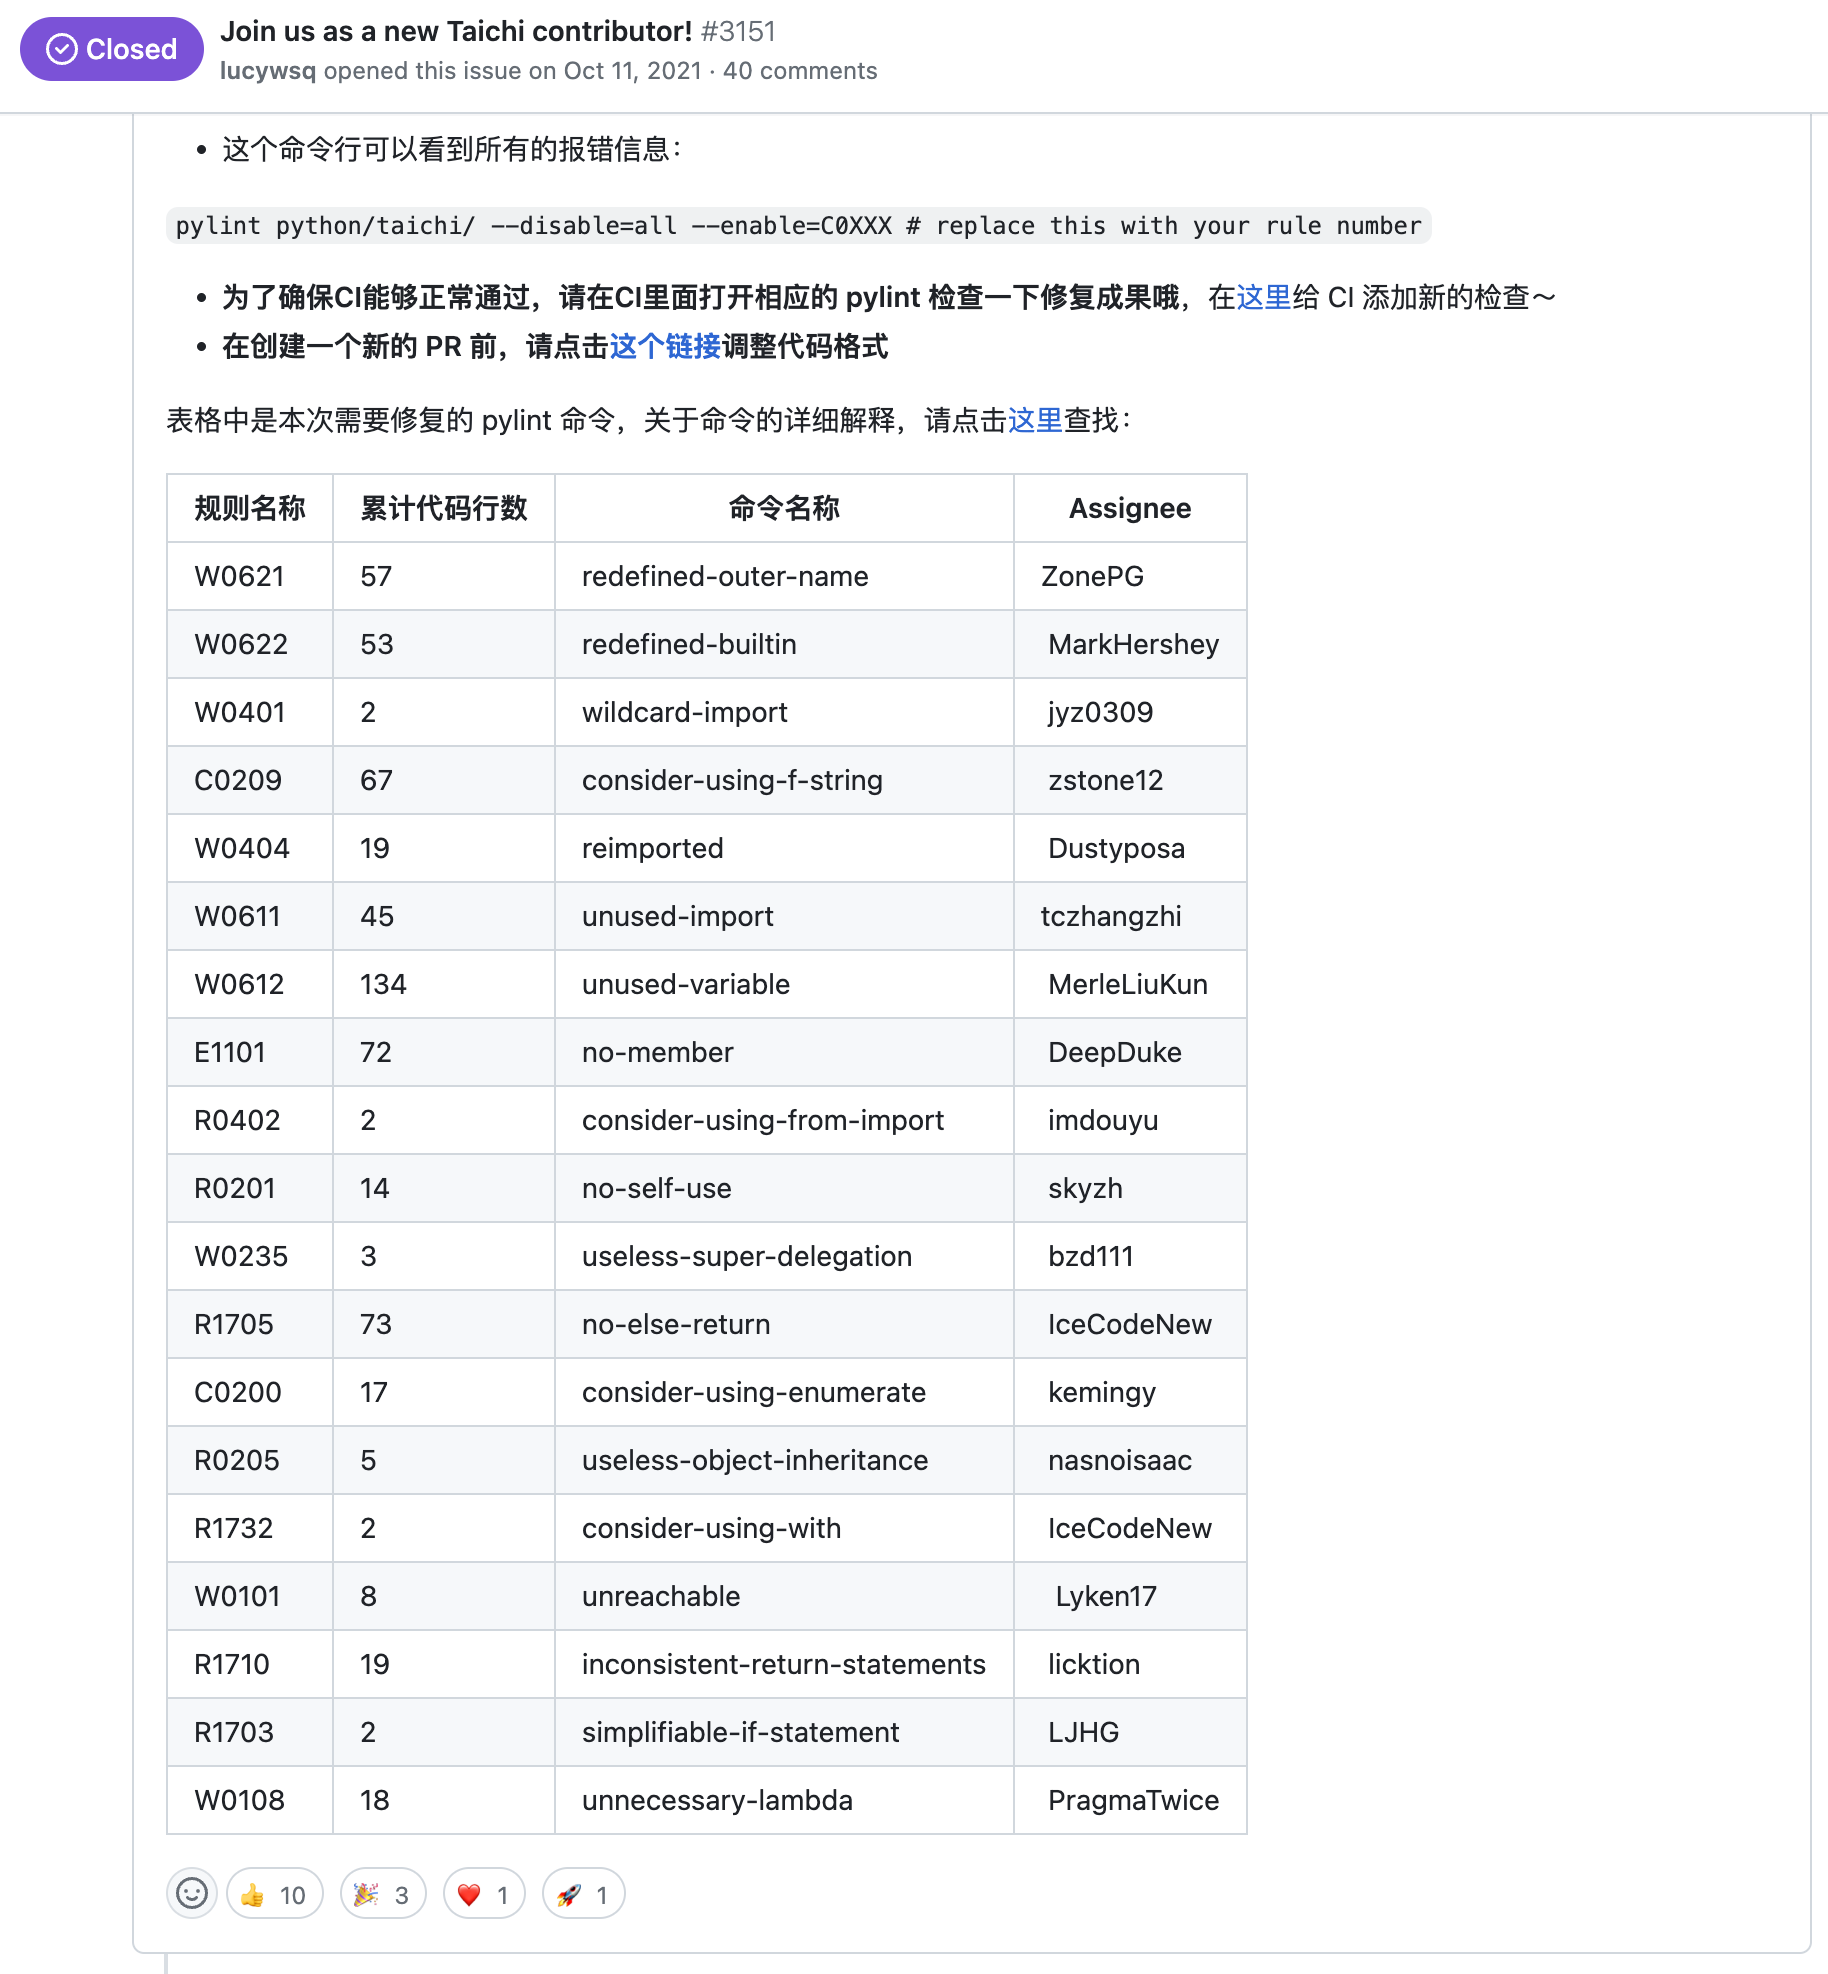 Closed
Join us as a new Taichi contributor! #3151
lucywsq opened this issue on Oct 11, 2021 · 40 comments
• 这个命令行可以看到所有的报错信息：
pylint python/taichi/ --disable=all --enable=C0XXX # replace this with your rule number
• 为了确保CI能够正常通过，请在CI里面打开相应的 pylint 检查一下修复成果哦，在这里给 CI 添加新的检查～
• 在创建一个新的 PR 前，请点击这个链接调整代码格式
表格中是本次需要修复的 pylint 命令，关于命令的详细解释，请点击这里查找：
规则名称 累计代码行数 命令名称 Assignee
W0621 57 redefined-outer-name ZonePG
W0622 53 redefined-builtin MarkHershey
W0401 2 wildcard-import jyz0309
C0209 67 consider-using-f-string zstone12
W0404 19 reimported Dustyposa
W0611 45 unused-import tczhangzhi
W0612 134 unused-variable MerleLiuKun
E1101 72 no-member DeepDuke
R0402 2 consider-using-from-import imdouyu
R0201 14 no-self-use skyzh
W0235 3 useless-super-delegation bzd111
R1705 73 no-else-return IceCodeNew
C0200 17 consider-using-enumerate kemingy
R0205 5 useless-object-inheritance nasnoisaac
R1732 2 consider-using-with IceCodeNew
W0101 8 unreachable Lyken17
R1710 19 inconsistent-return-statements licktion
R1703 2 simplifiable-if-statement LJHG
W0108 18 unnecessary-lambda PragmaTwice
👍 10 🎉 3 ❤️ 1 🚀 1